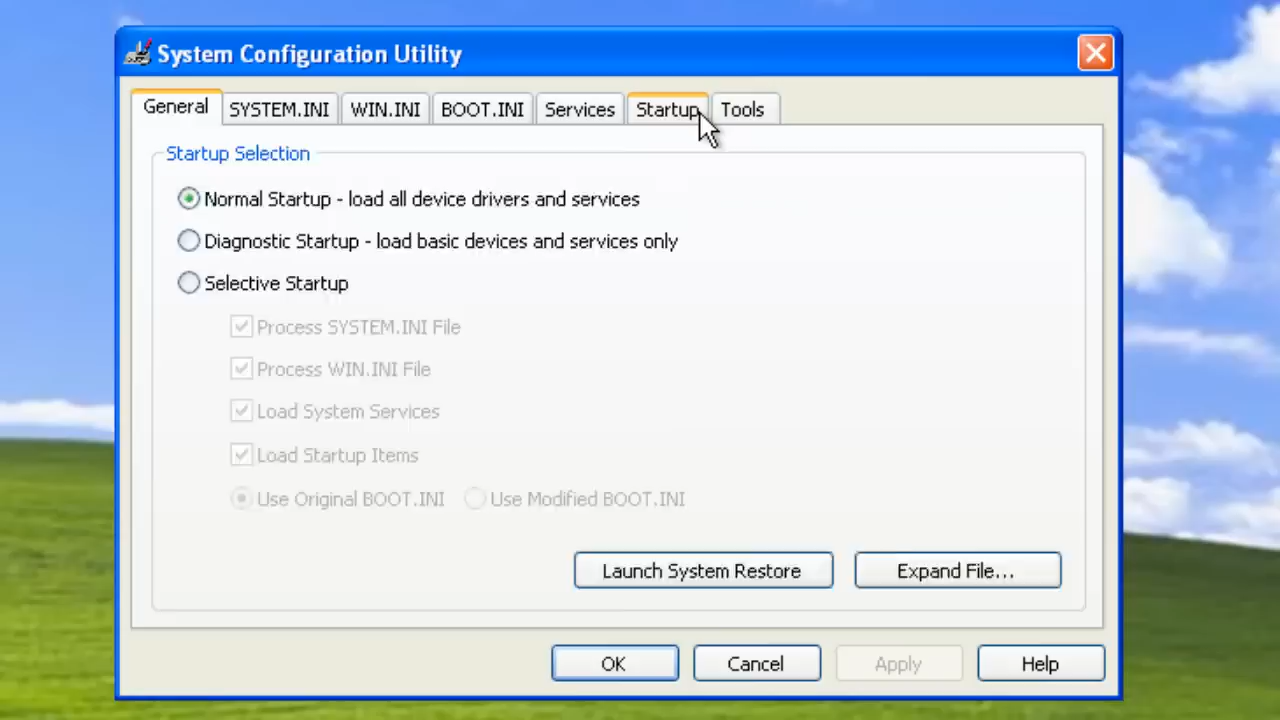 System Configuration Utility
General SYSTEM.INI WIN.INI BOOT.INI Services Startup Tools
Startup Selection
Normal Startup - load all device drivers and services
Diagnostic Startup - load basic devices and services only
Selective Startup
Process SYSTEM.INI File
Process WIN.INI File
Load System Services
Load Startup Items
Use Original BOOT.INI Use Modified BOOT.INI
Launch System Restore Expand File...
OK Cancel Apply Help